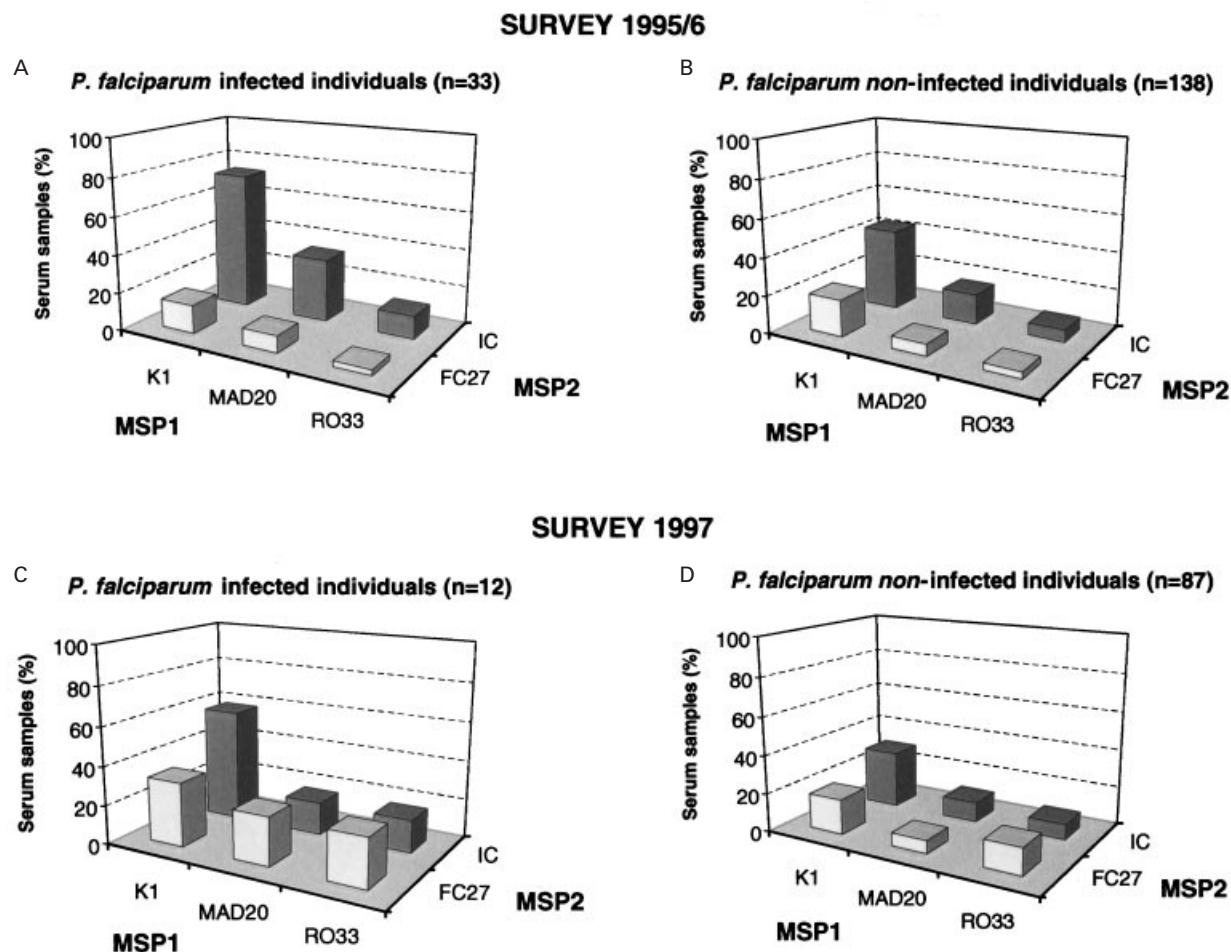 SURVEY 1995/6
A
P. falciparum infected individuals (n=33)
Serum samples (%)
100
80
60
40
20
0
K1
MAD20
RO33
MSP1
IC
FC27
MSP2
B
P. falciparum non-infected individuals (n=138)
Serum samples (%)
100
80
60
40
20
0
K1
MAD20
RO33
MSP1
IC
FC27
MSP2
SURVEY 1997
C
P. falciparum infected individuals (n=12)
Serum samples (%)
100
80
60
40
20
0
K1
MAD20
RO33
MSP1
IC
FC27
MSP2
D
P. falciparum non-infected individuals (n=87)
Serum samples (%)
100
80
60
40
20
0
K1
MAD20
RO33
MSP1
IC
FC27
MSP2